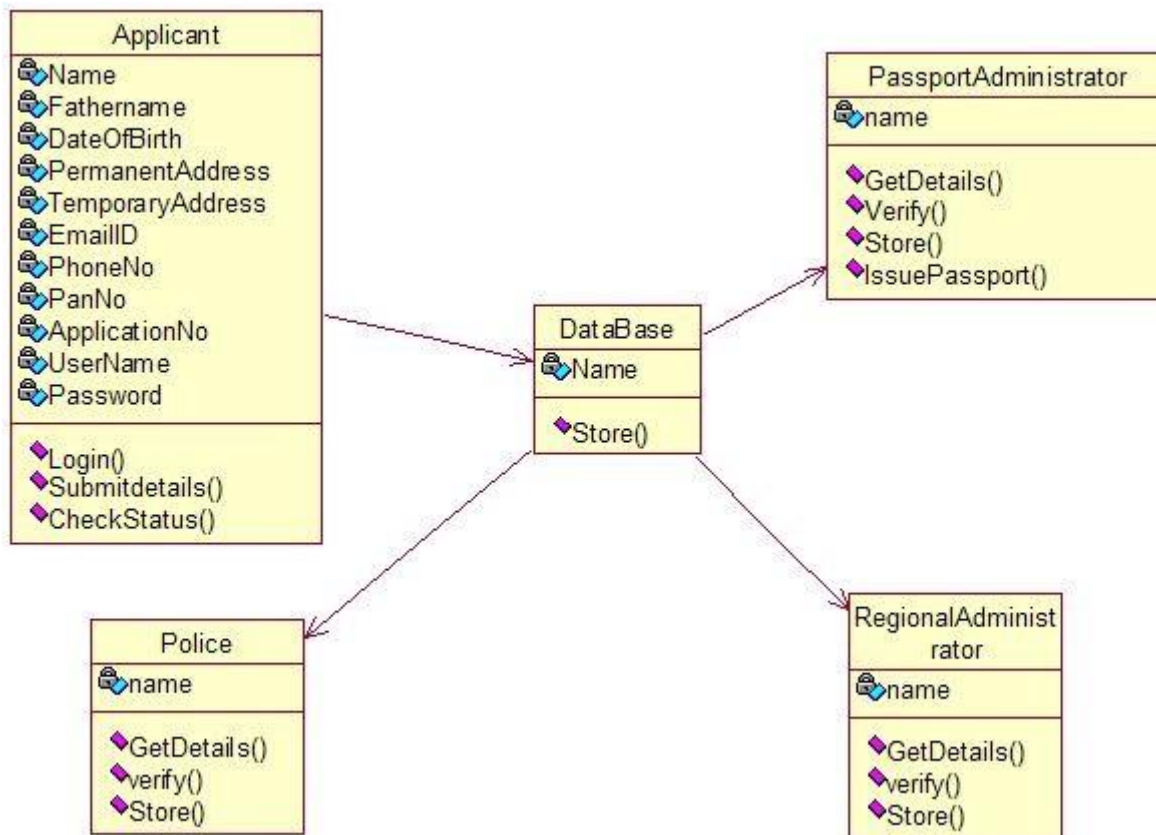 Applicant
Name
Fathername
DateOfBirth
PermanentAddress
TemporaryAddress
EmailID
PhoneNo
PanNo
ApplicationNo
UserName
Password
Login()
Submitdetails()
CheckStatus()
PassportAdministrator
name
GetDetails()
Verify()
Store()
IssuePassport()
DataBase
Name
Store()
Police
name
GetDetails()
verify()
Store()
RegionalAdminist
rator
name
GetDetails()
verify()
Store()